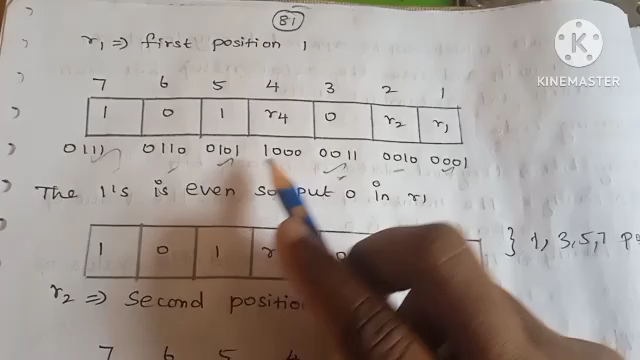 81
r1 => first position 1
K
KINEMASTER
7 6 5 4 3 2 1
1 0 1 r4 0 r2 r1
0111 0110 0101 1000 0011 0010 0001
The 1's is even so put 0 in r1
1 0 1 r 0 } 1, 3, 5, 7
r2 => second position
7 6 5 4